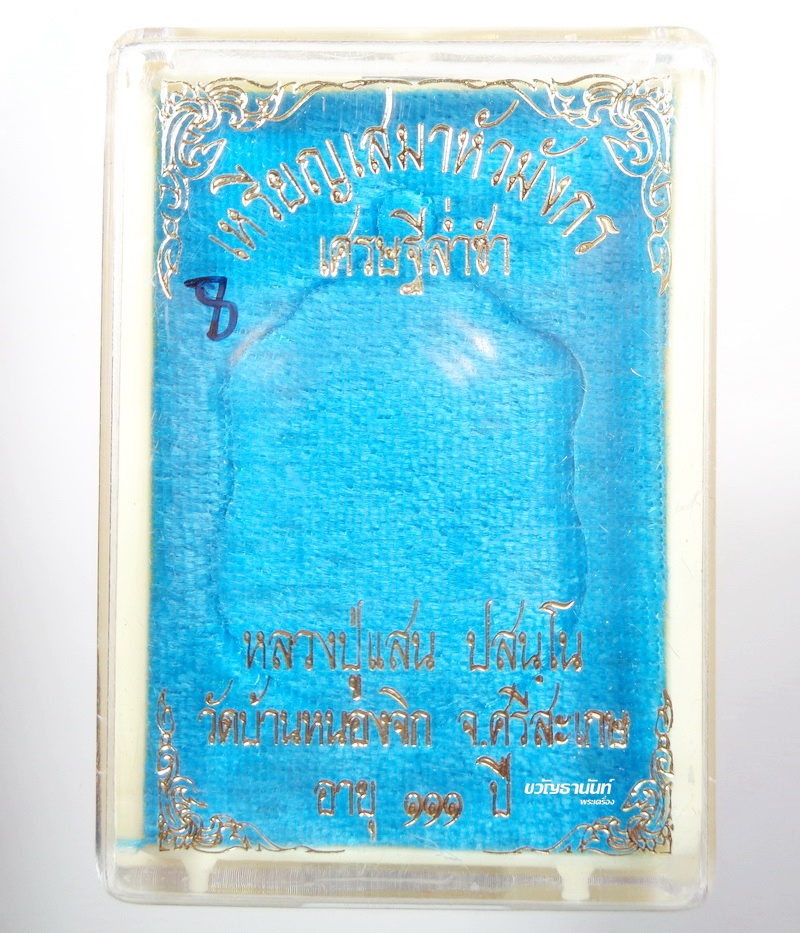 เหรียญเสมาหัวมังกร
เศรษฐีล่ำซำ
8
หลวงปู่แสน ปสนฺโน
วัดบ้านหนองจิก จ.ศรีสะเกษ
อายุ ๑๑๑ ปี
ขวัญธานันท์
พระเครื่อง